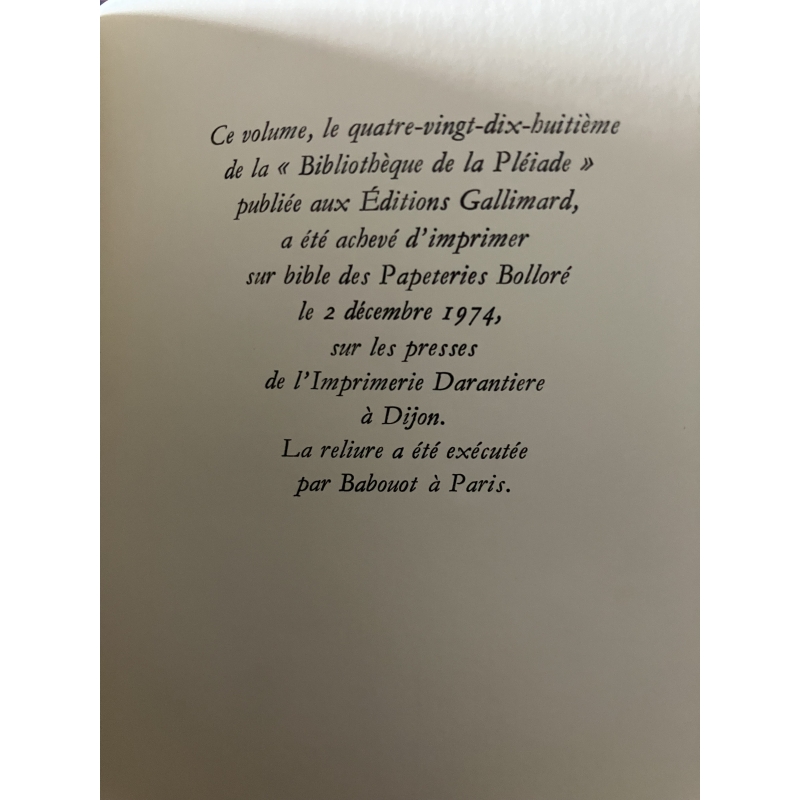 Ce volume, le quatre-vingt-dix-huitième
de la « Bibliothèque de la Pléiade »
publiée aux Éditions Gallimard,
a été achevé d'imprimer
sur bible des Papeteries Bolloré
le 2 décembre 1974,
sur les presses
de l'Imprimerie Darantiere
à Dijon.
La reliure a été exécutée
par Babouot à Paris.